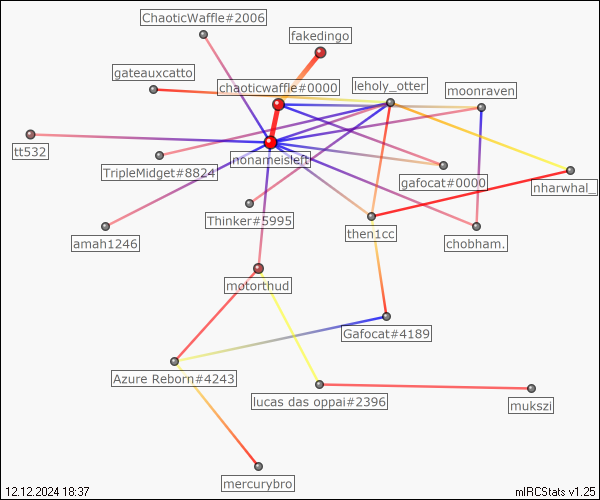 ChaoticWaffle#2006
fakedingo
gateauxcatto
chaoticwaffle#0000
leholy_otter
moonraven
tt532
nonameisleft
TripleMidget#8824
gafocat#0000
nharwhal_
Thinker#5995
then1cc
amah1246
chobham.
motorthud
Gafocat#4189
Azure Reborn#4243
lucas das oppai#2396
mukszi
mercurybro
12.12.2024 18:37
mIRCStats v1.25